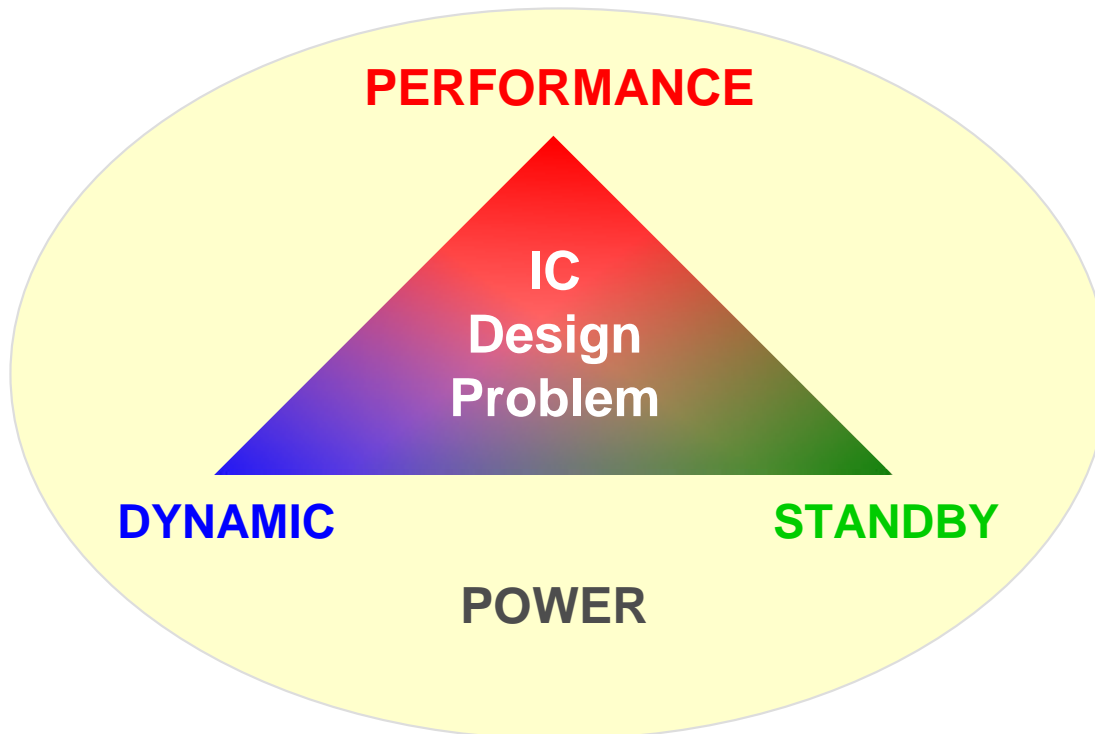 PERFORMANCE
IC
Design
Problem
DYNAMIC
STANDBY
POWER